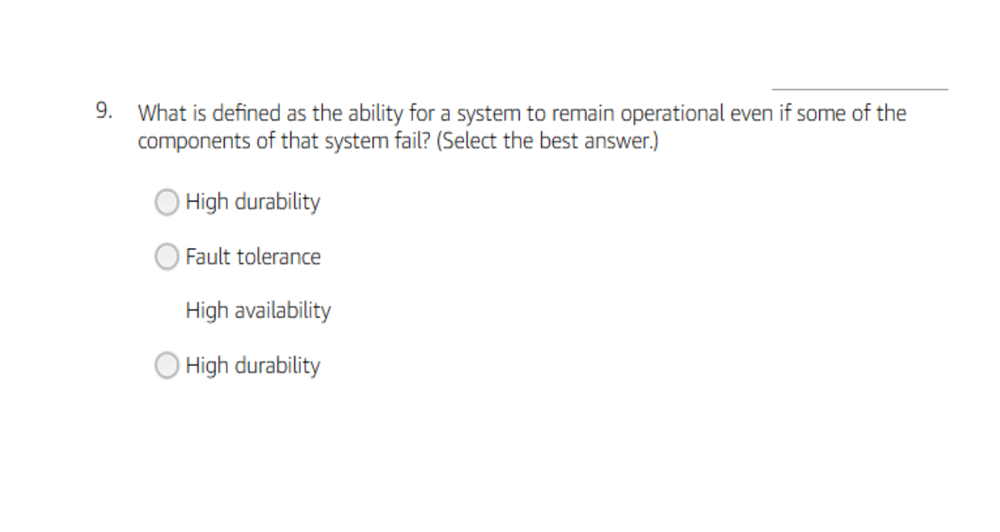 9. What is defined as the ability for a system to remain operational even if some of the
components of that system fail? (Select the best answer.)
High durability
Fault tolerance
High availability
High durability